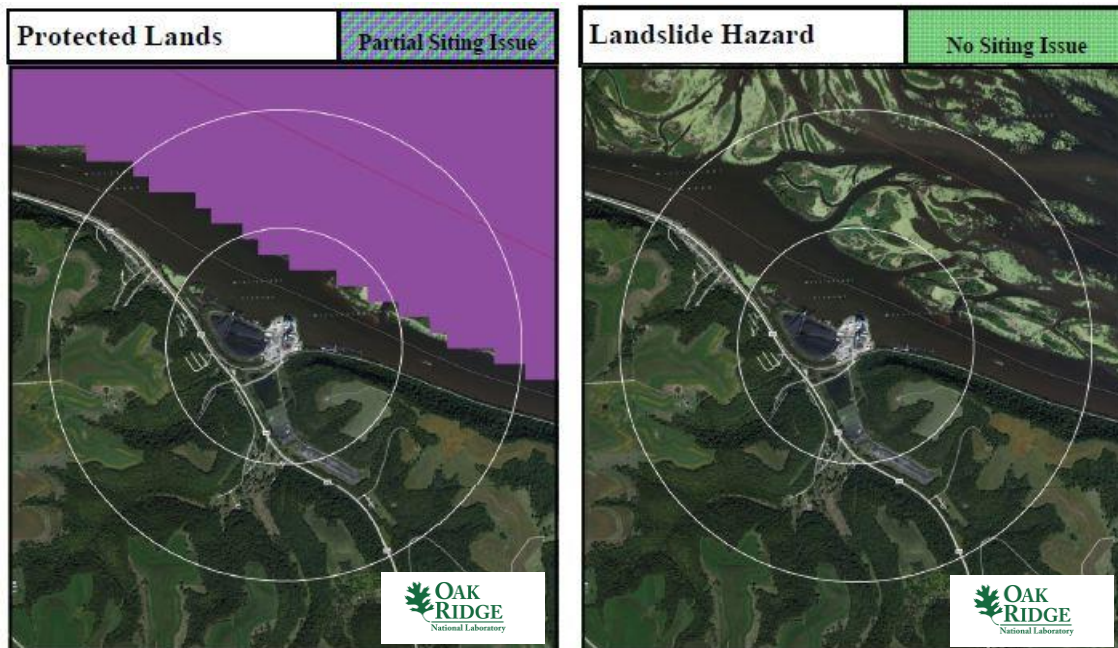 Protected Lands
Partial Siting Issue
OAK
RIDGE
National Laboratory
Landslide Hazard
No Siting Issue
OAK
RIDGE
National Laboratory